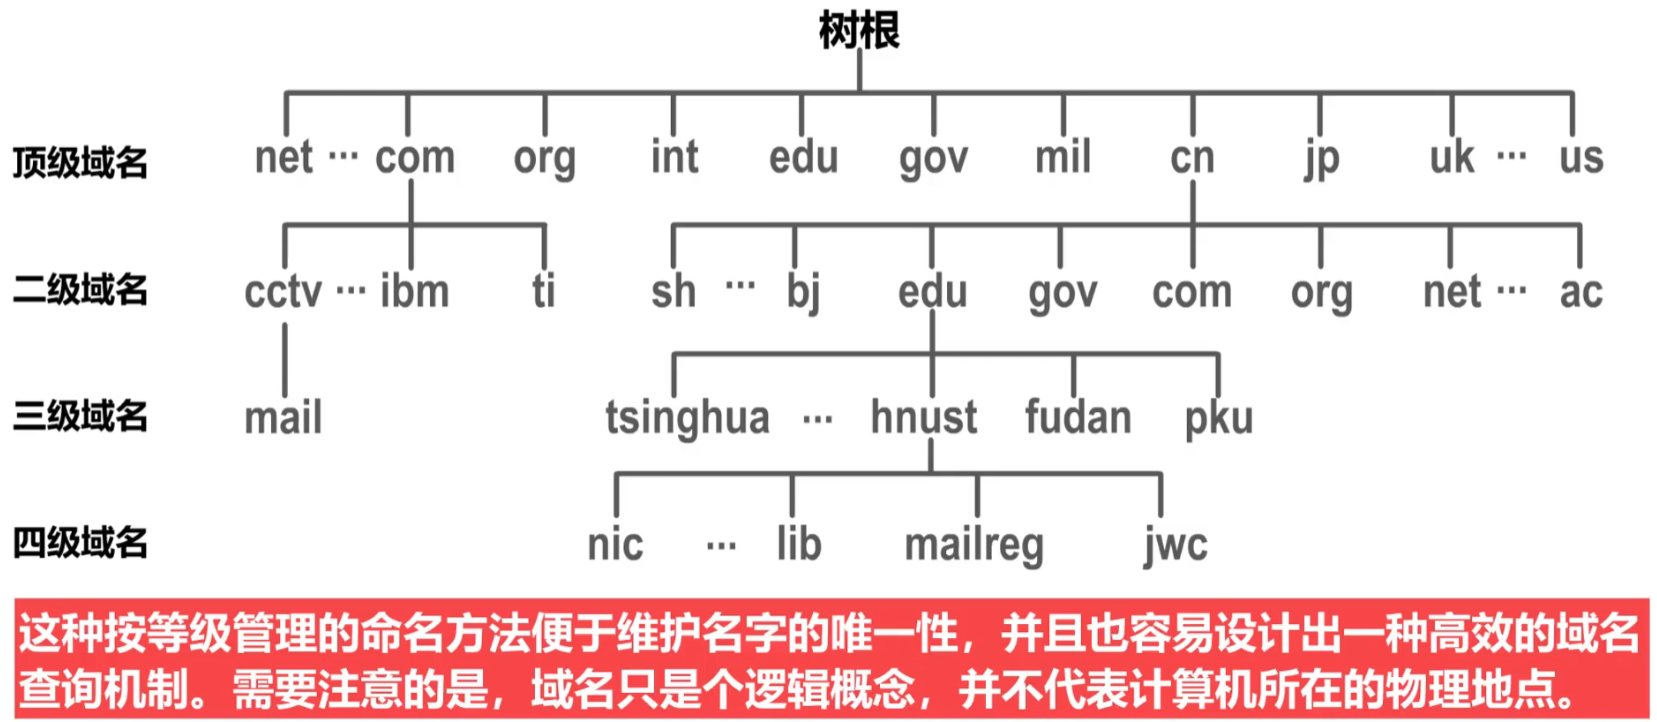 树根
顶级域名 net ··· com org int edu gov mil cn jp uk ··· us
二级域名 cctv ··· ibm ti sh ··· bj edu gov com org net ··· ac
三级域名 mail tsinghua ··· hnust fudan pku
四级域名 nic ··· lib mailreg jwc
这种按等级管理的命名方法便于维护名字的唯一性，并且也容易设计出一种高效的域名
查询机制。需要注意的是，域名只是个逻辑概念，并不代表计算机所在的物理地点。